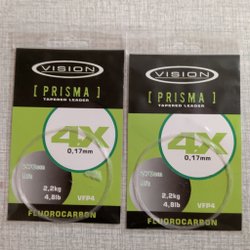 VISION
[ PRISMA ]
TAPERED LEADER
4X
0,17mm
2,2kg
4,8lb
VFP4
FLUOROCARBON
VISION
[ PRISMA ]
TAPERED LEADER
4X
0,17mm
2,2kg
4,8lb
VFP4
FLUOROCARBON